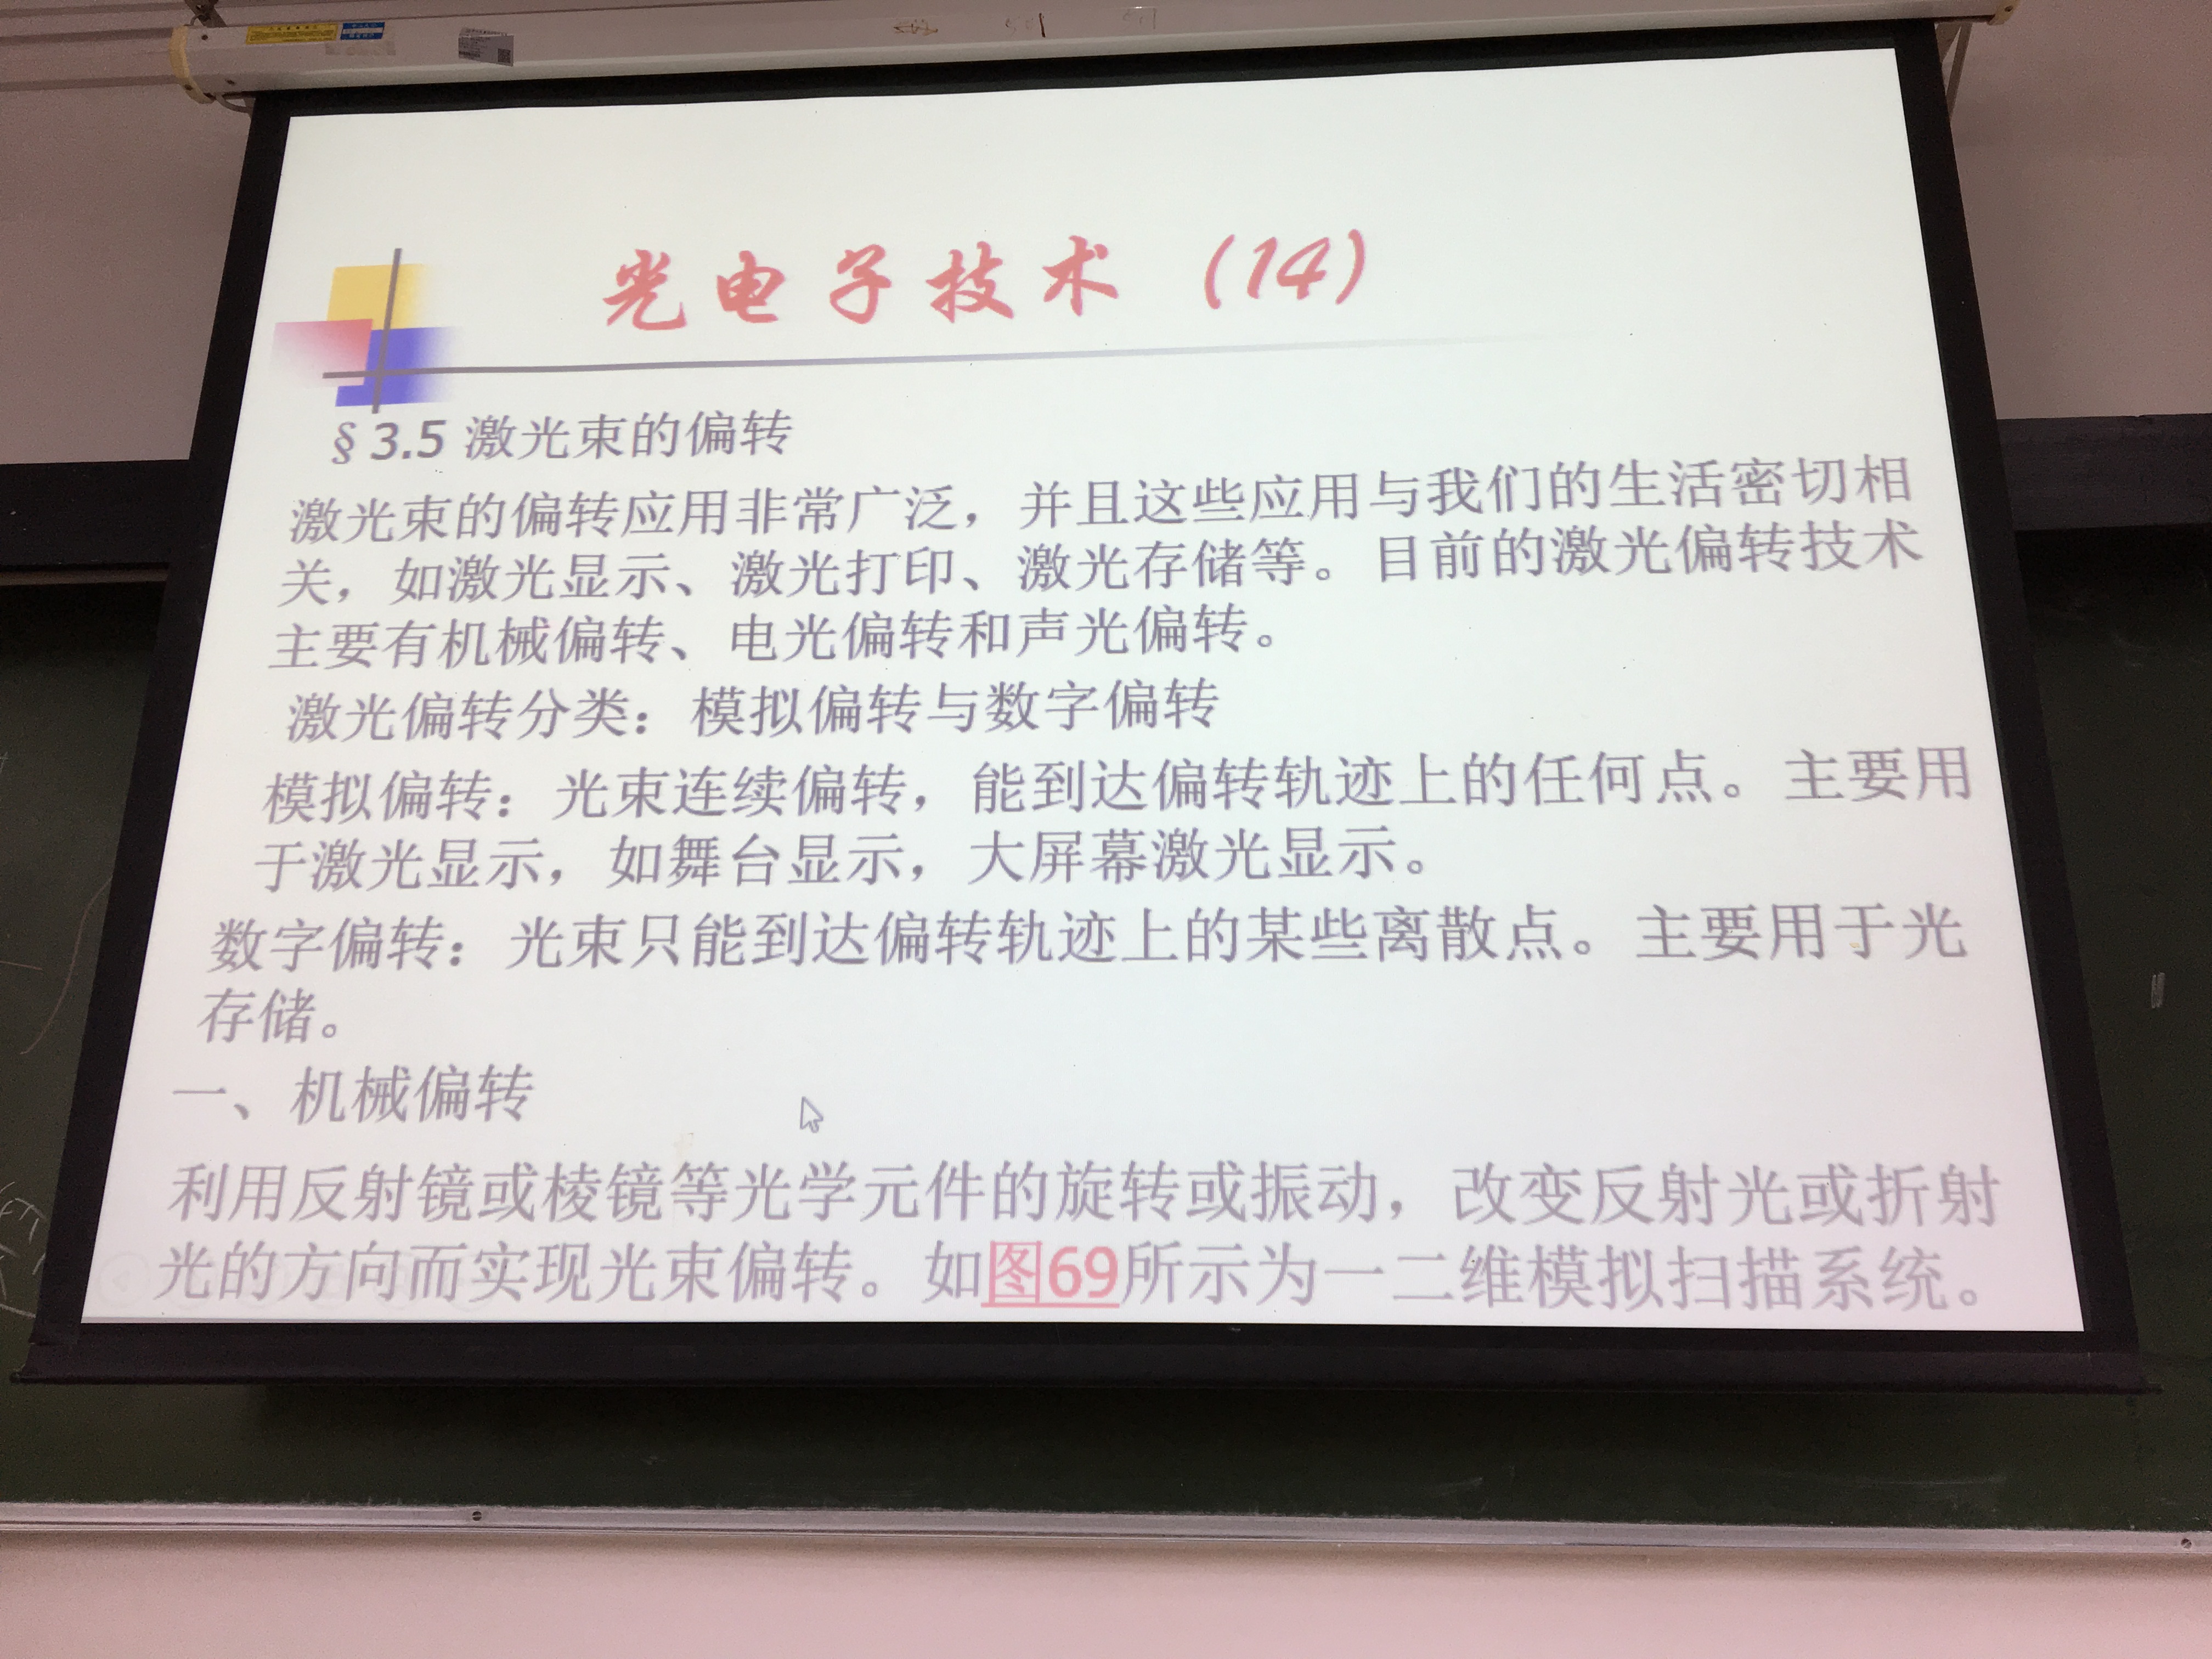 光电子技术（14）
§3.5 激光束的偏转
激光束的偏转应用非常广泛，并且这些应用与我们的生活密切相
关，如激光显示、激光打印、激光存储等。目前的激光偏转技术
主要有机械偏转、电光偏转和声光偏转。
激光偏转分类：模拟偏转与数字偏转
模拟偏转：光束连续偏转，能到达偏转轨迹上的任何点。主要用
于激光显示，如舞台显示，大屏幕激光显示。
数字偏转：光束只能到达偏转轨迹上的某些离散点。主要用于光
存储。
一、机械偏转
利用反射镜或棱镜等光学元件的旋转或振动，改变反射光或折射
光的方向而实现光束偏转。如图69所示为一二维模拟扫描系统。